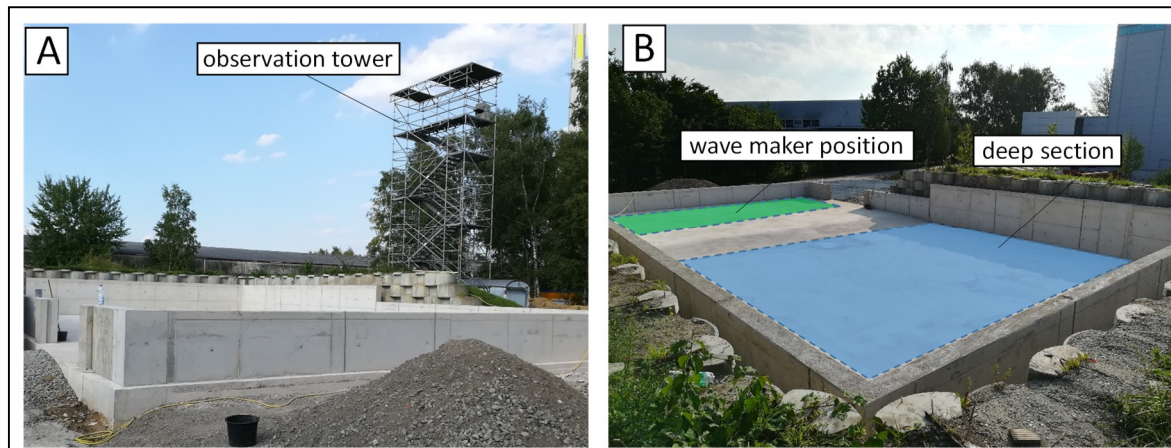 A
observation tower
B
wave maker position
deep section